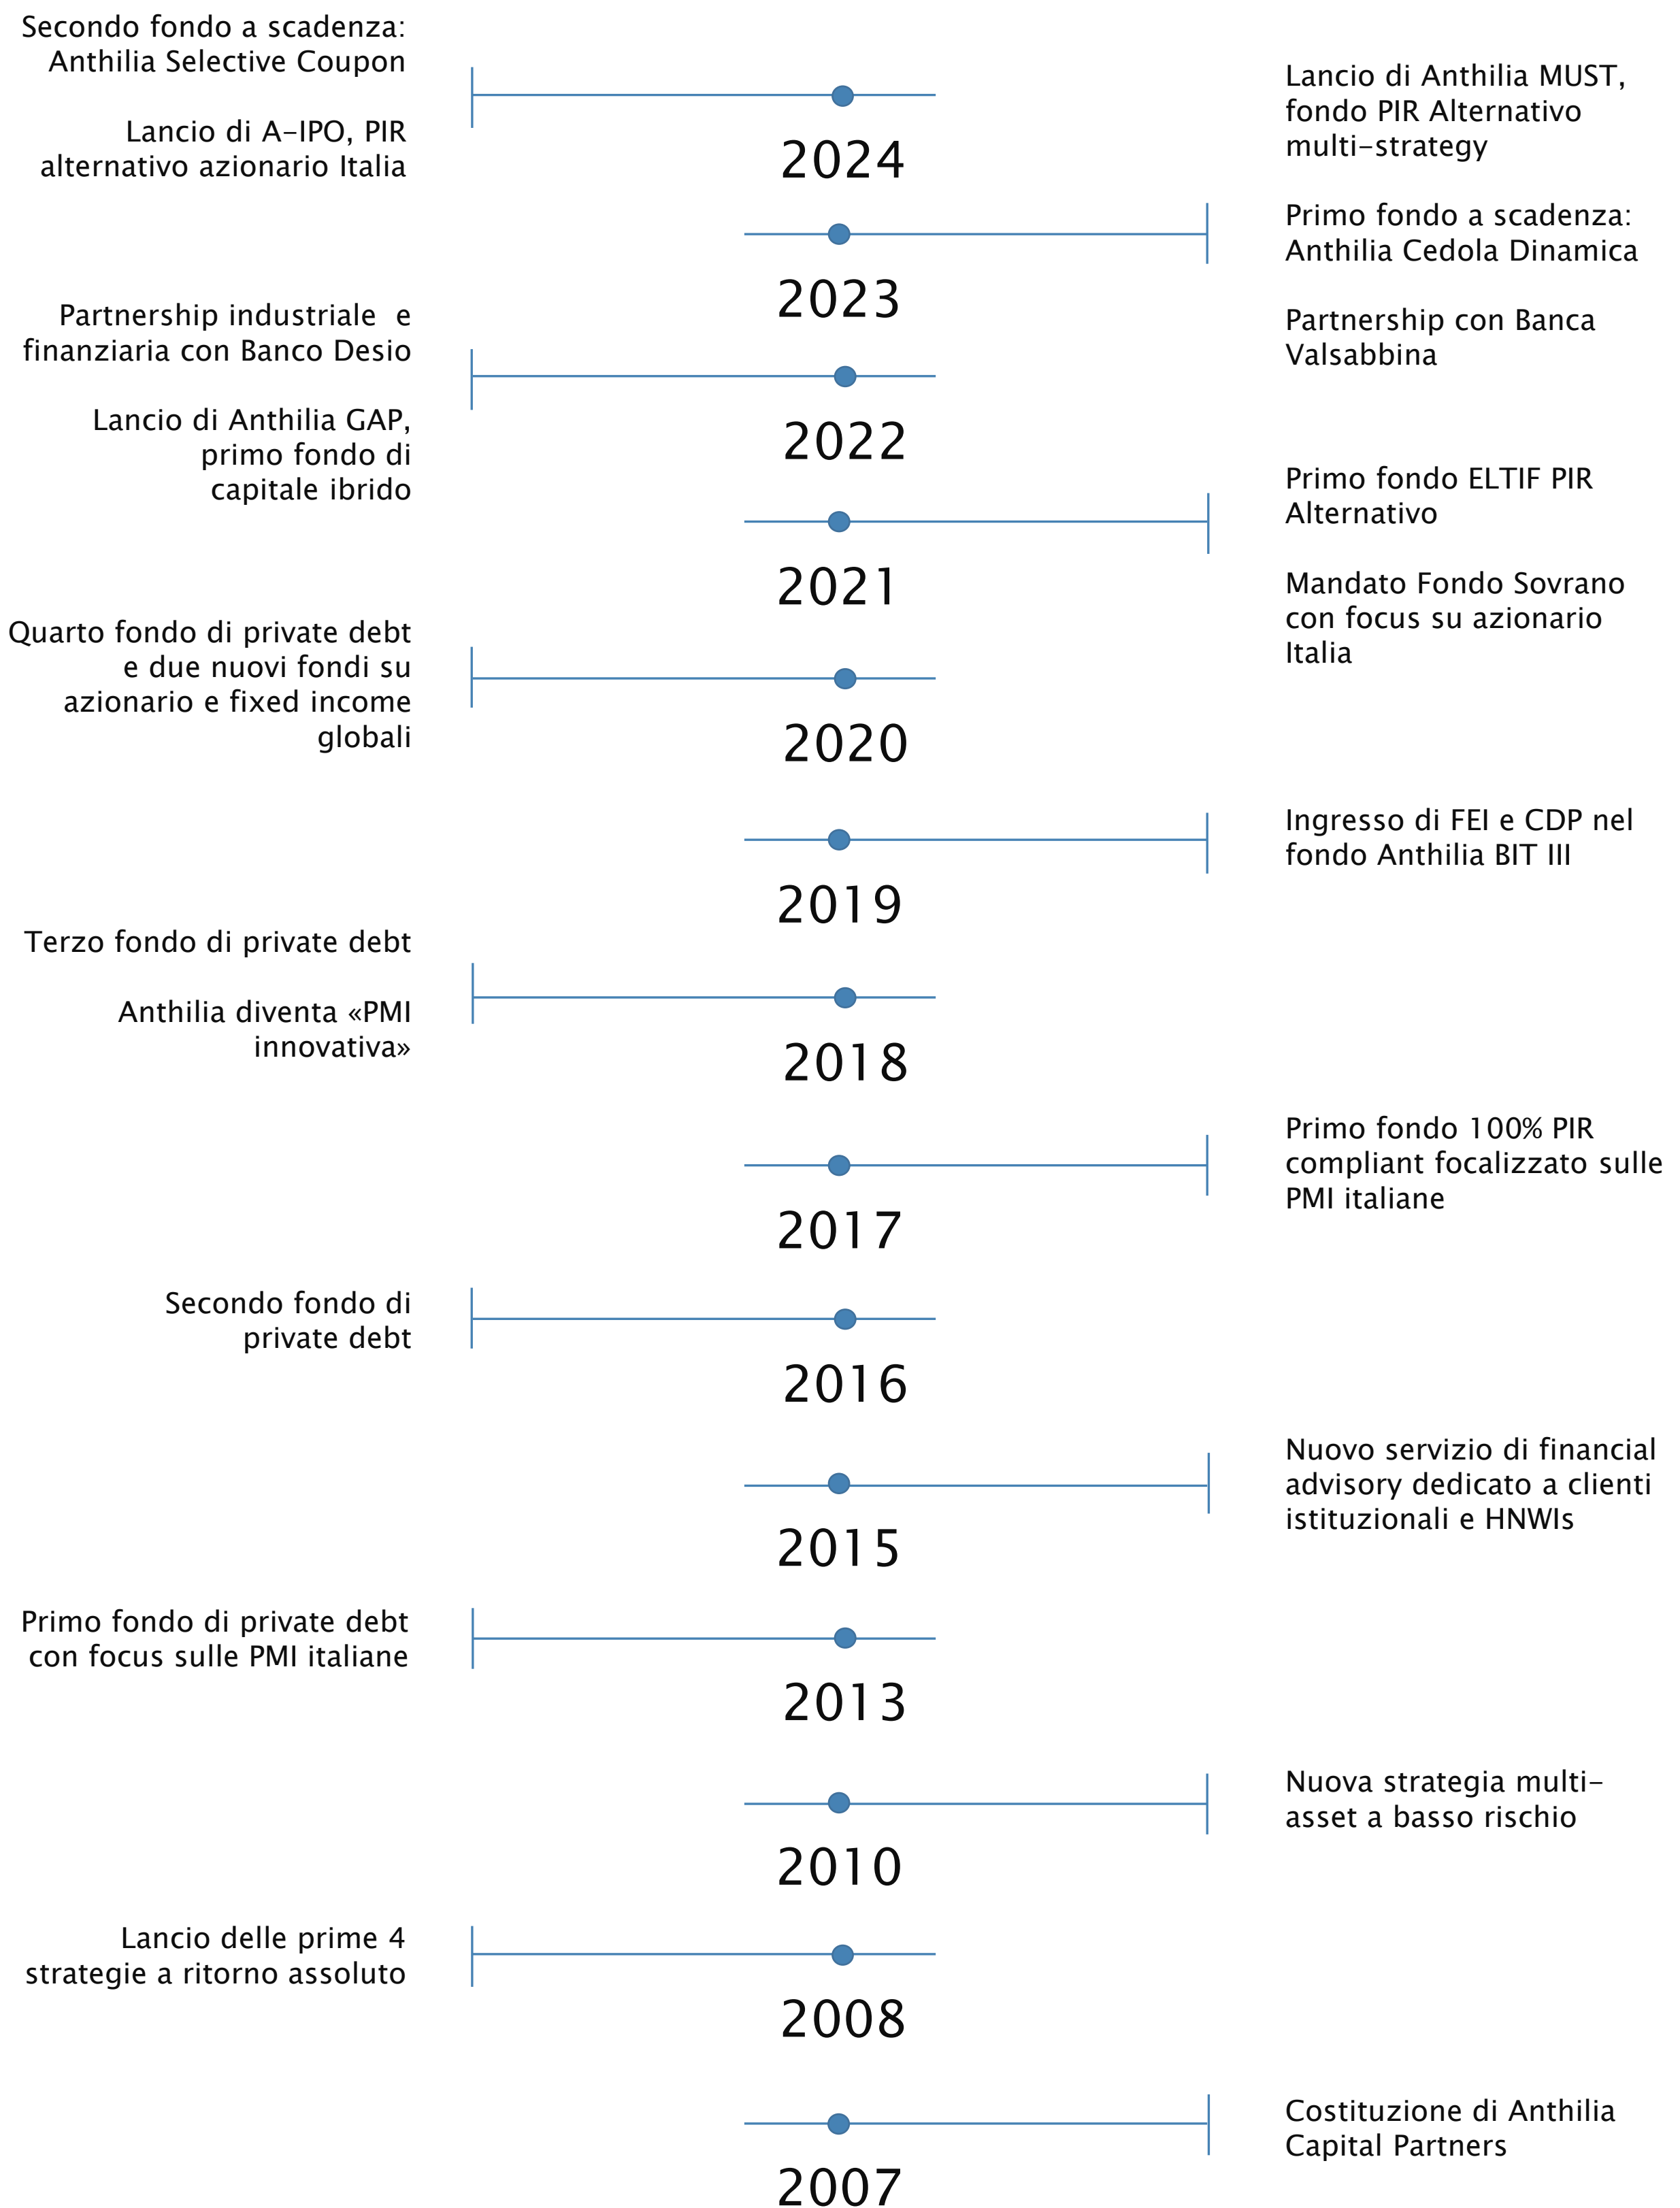 Secondo fondo a scadenza:
Anthilia Selective Coupon
Lancio di A-IPO, PIR
alternativo azionario Italia
2024
Lancio di Anthilia MUST,
fondo PIR Alternativo
multi-strategy
Primo fondo a scadenza:
Anthilia Cedola Dinamica
Partnership con Banca
Valsabbina
2023
Partnership industriale e
finanziaria con Banco Desio
Lancio di Anthilia GAP,
primo fondo di
capitale ibrido
2022
Primo fondo ELTIF PIR
Alternativo
Mandato Fondo Sovrano
con focus su azionario
Italia
2021
Quarto fondo di private debt
e due nuovi fondi su
azionario e fixed income
globali
2020
Ingresso di FEI e CDP nel
fondo Anthilia BIT III
2019
Terzo fondo di private debt
Anthilia diventa «PMI
innovativa»
2018
Primo fondo 100% PIR
compliant focalizzato sulle
PMI italiane
2017
Secondo fondo di
private debt
2016
Nuovo servizio di financial
advisory dedicato a clienti
istituzionali e HNWIs
2015
Primo fondo di private debt
con focus sulle PMI italiane
2013
Nuova strategia multi-
asset a basso rischio
2010
Lancio delle prime 4
strategie a ritorno assoluto
2008
Costituzione di Anthilia
Capital Partners
2007